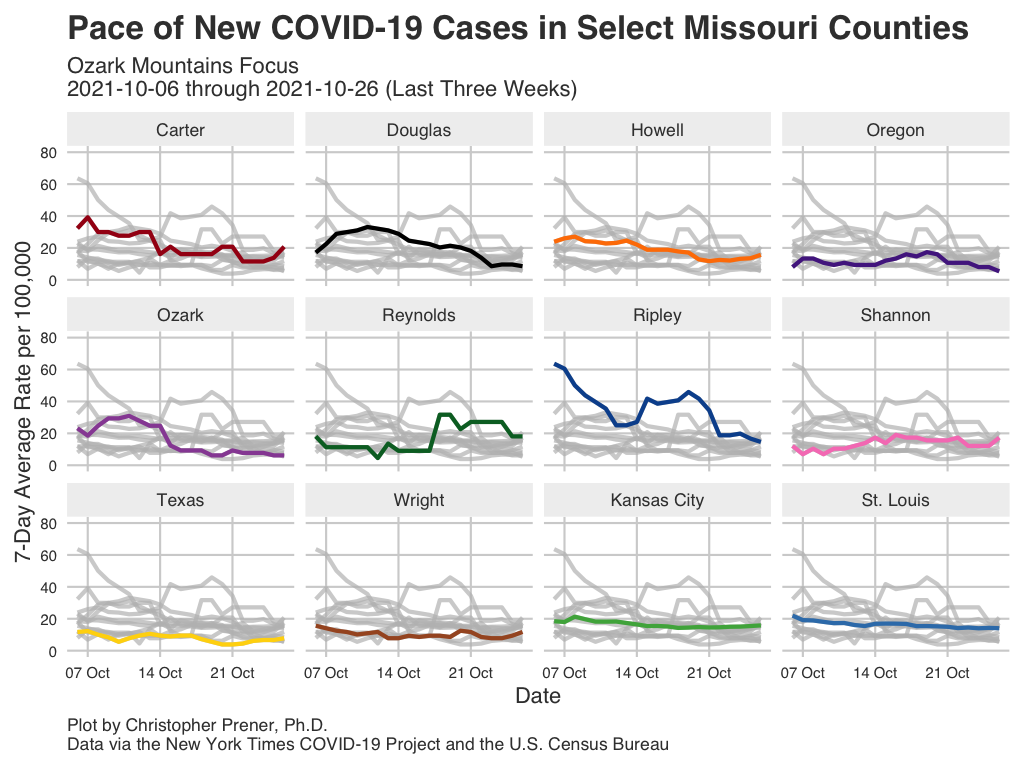 Pace of New COVID-19 Cases in Select Missouri Counties
Ozark Mountains Focus
2021-10-06 through 2021-10-26 (Last Three Weeks)
Carter Douglas Howell Oregon
80
60
40
20
0
Ozark Reynolds Ripley Shannon
80
60
40
20
0
Texas Wright Kansas City St. Louis
80
60
40
20
0
7-Day Average Rate per 100,000
07 Oct 14 Oct 21 Oct 07 Oct 14 Oct 21 Oct 07 Oct 14 Oct 21 Oct 07 Oct 14 Oct 21 Oct
Date
Plot by Christopher Prener, Ph.D.
Data via the New York Times COVID-19 Project and the U.S. Census Bureau